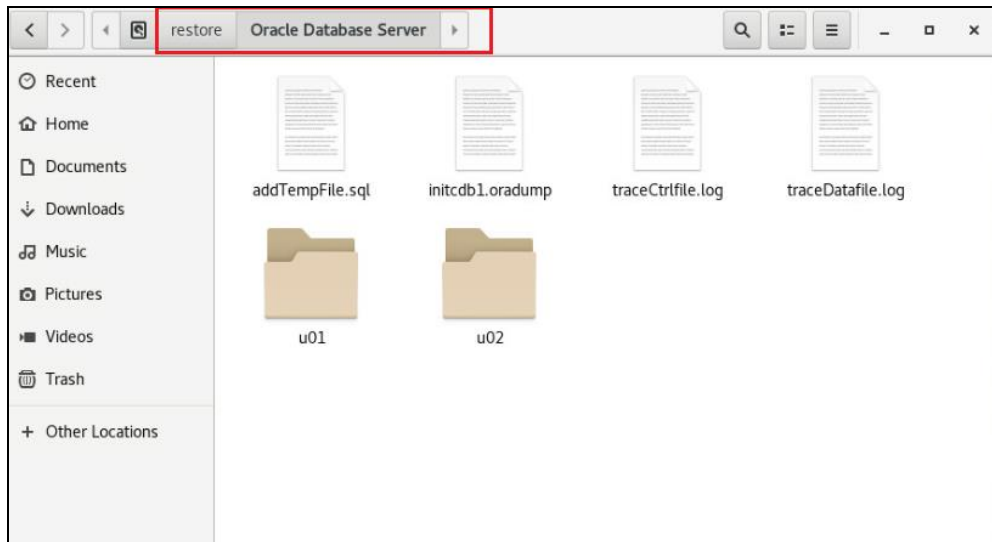 restore Oracle Database Server
Recent
Home
Documents
Downloads
Music
Pictures
Videos
Trash
+ Other Locations
addTempFile.sql initcdb1.oradump traceCtrlfile.log traceDatafile.log
u01 u02